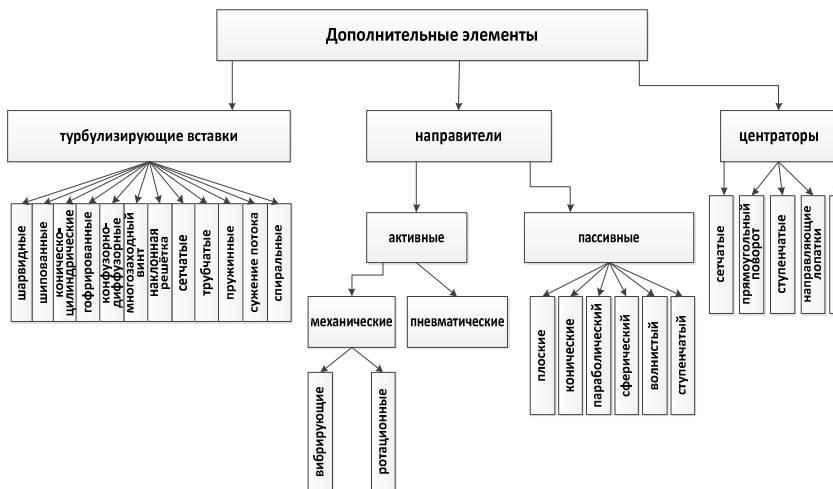 Дополнительные элементы
турбулизирующие вставки
направители
центраторы
шарвидные
шипованные
коническо-
цилиндрические
гофрированные
конфузорно-
диффузорные
многозаходный
винт
наклонная
решётка
сетчатые
трубчатые
пружинные
сужение потока
спиральные
активные
пассивные
сетчатые
прямоугольный
поворот
ступенчатые
направляющие
лопатки
механические
пневматические
плоские
конические
параболический
сферический
волнистый
ступенчатый
вибрирующие
ротационные